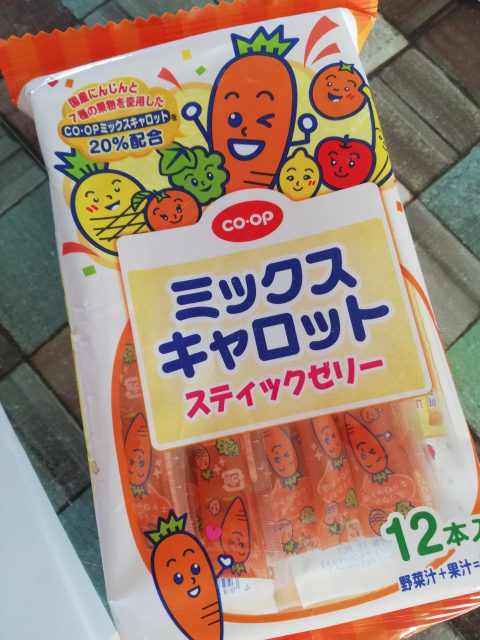 国産にんじんと
7種の果物を使用した
CO・OPミックスキャロットを
20%配合
CO・OP
ミックス
キャロット
スティックゼリー
12本入
野菜汁+果汁=